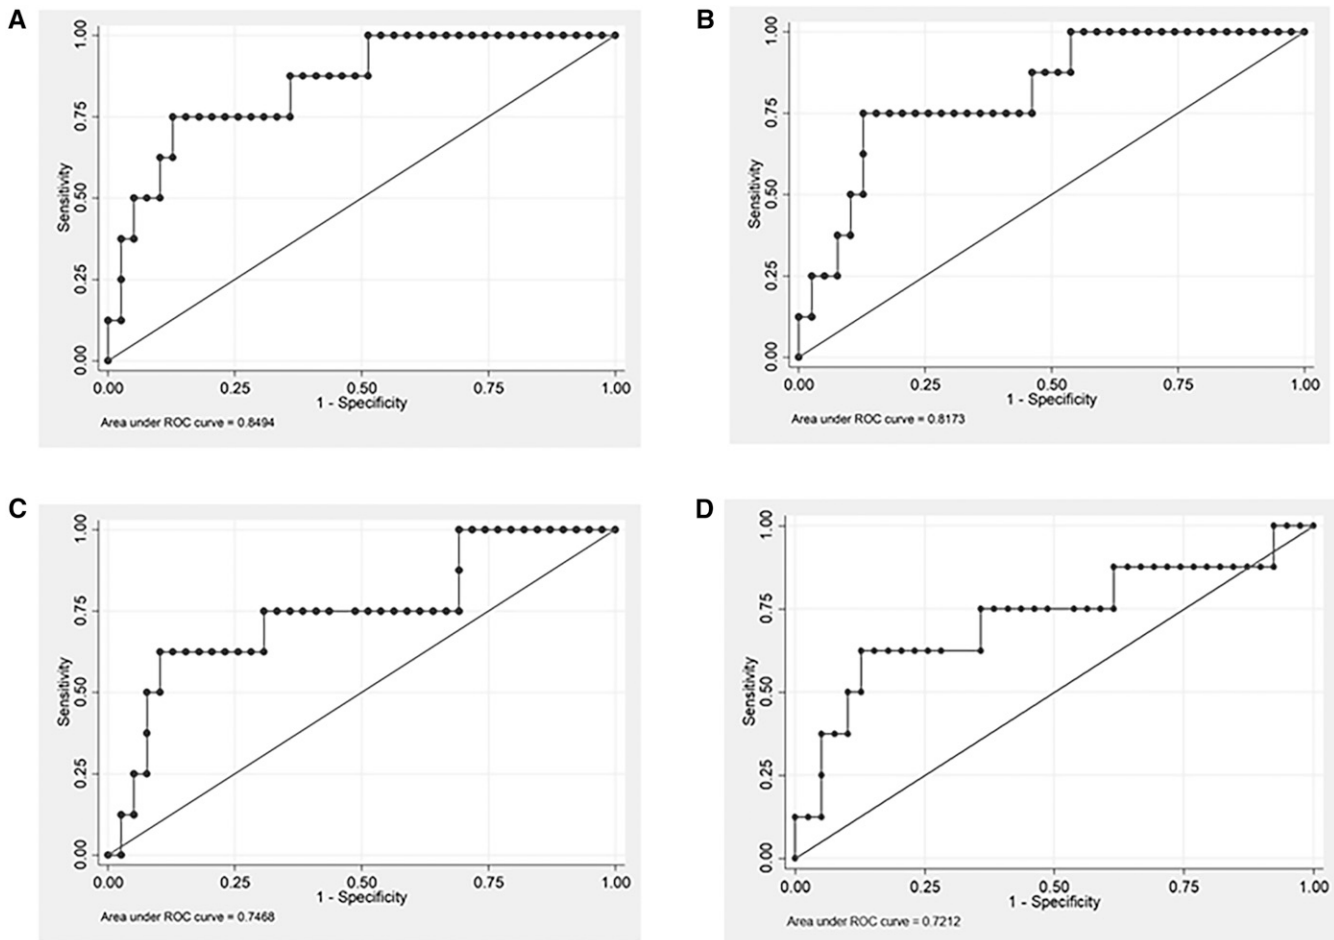 A
1.00
0.75
0.50
0.25
0.00
Sensitivity
0.00 0.25 0.50 0.75 1.00
1 - Specificity
Area under ROC curve = 0.8494
B
1.00
0.75
0.50
0.25
0.00
Sensitivity
0.00 0.25 0.50 0.75 1.00
1 - Specificity
Area under ROC curve = 0.8173
C
1.00
0.75
0.50
0.25
0.00
Sensitivity
0.00 0.25 0.50 0.75 1.00
1 - Specificity
Area under ROC curve = 0.7468
D
1.00
0.75
0.50
0.25
0.00
Sensitivity
0.00 0.25 0.50 0.75 1.00
1 - Specificity
Area under ROC curve = 0.7212